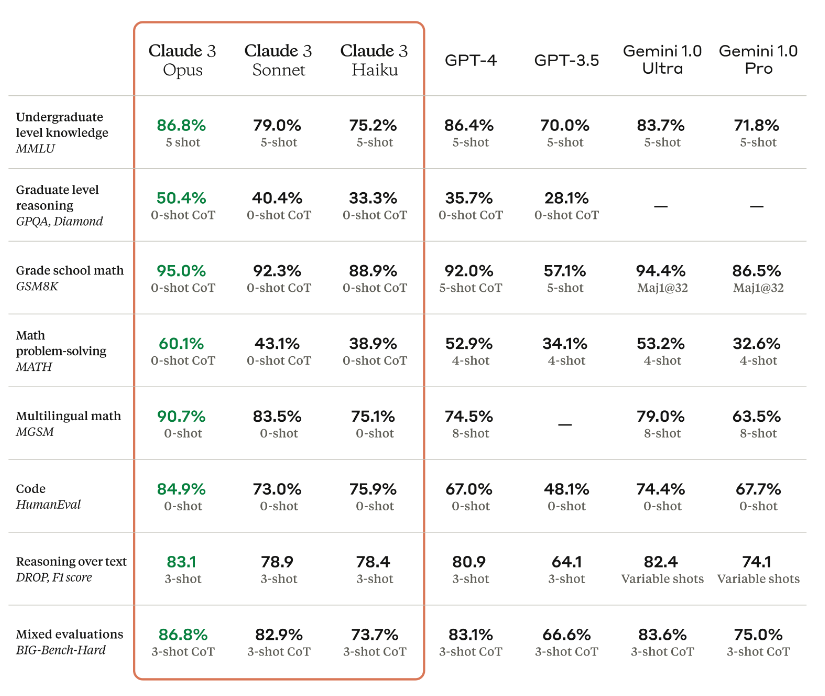 Claude 3 Opus Claude 3 Sonnet Claude 3 Haiku GPT-4 GPT-3.5 Gemini 1.0 Ultra Gemini 1.0 Pro
Undergraduate
level knowledge
MMLU
86.8% 79.0% 75.2% 86.4% 70.0% 83.7% 71.8%
5 shot 5-shot 5-shot 5-shot 5-shot 5-shot 5-shot
Graduate level
reasoning
GPQA, Diamond
50.4% 40.4% 33.3% 35.7% 28.1% — —
0-shot CoT 0-shot CoT 0-shot CoT 0-shot CoT 0-shot CoT
Grade school math
GSM8K
95.0% 92.3% 88.9% 92.0% 57.1% 94.4% 86.5%
0-shot CoT 0-shot CoT 0-shot CoT 5-shot CoT 5-shot Maj1@32 Maj1@32
Math
problem-solving
MATH
60.1% 43.1% 38.9% 52.9% 34.1% 53.2% 32.6%
0-shot CoT 0-shot CoT 0-shot CoT 4-shot 4-shot 4-shot 4-shot
Multilingual math
MGSM
90.7% 83.5% 75.1% 74.5% — 79.0% 63.5%
0-shot 0-shot 0-shot 8-shot 8-shot 8-shot
Code
HumanEval
84.9% 73.0% 75.9% 67.0% 48.1% 74.4% 67.7%
0-shot 0-shot 0-shot 0-shot 0-shot 0-shot 0-shot
Reasoning over text
DROP, F1 score
83.1 78.9 78.4 80.9 64.1 82.4 74.1
3-shot 3-shot 3-shot 3-shot 3-shot Variable shots Variable shots
Mixed evaluations
BIG-Bench-Hard
86.8% 82.9% 73.7% 83.1% 66.6% 83.6% 75.0%
3-shot CoT 3-shot CoT 3-shot CoT 3-shot CoT 3-shot CoT 3-shot CoT 3-shot CoT